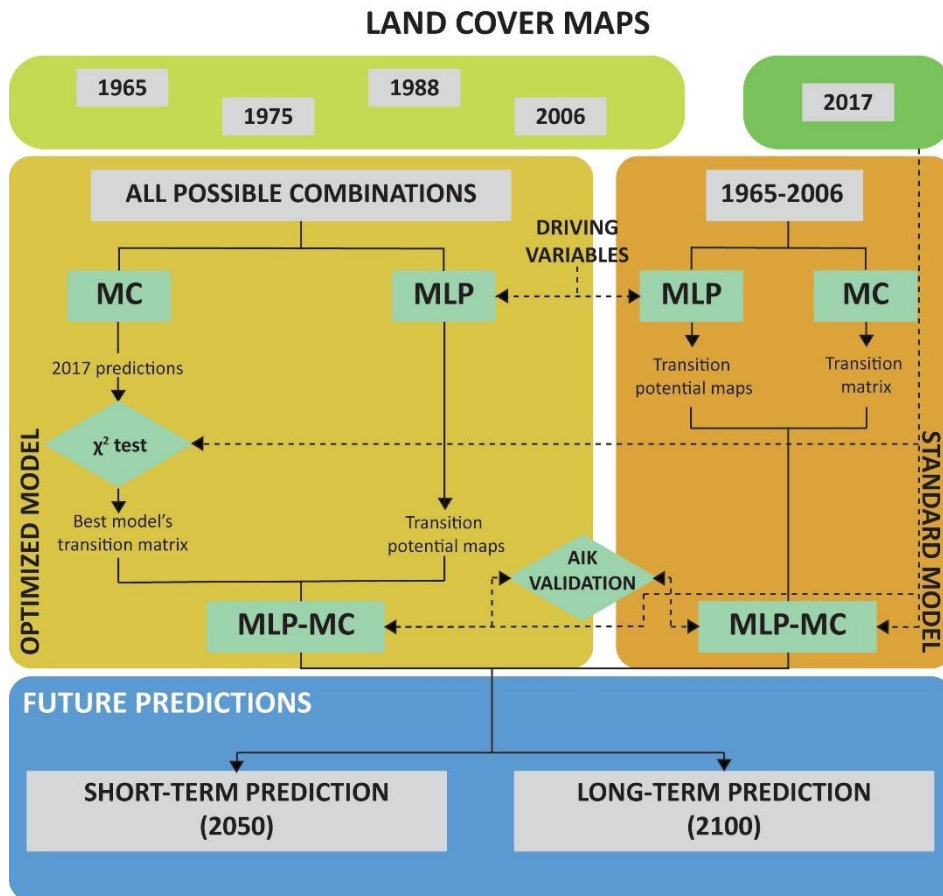 LAND COVER MAPS
1965
1975
1988
2006
2017
ALL POSSIBLE COMBINATIONS
1965-2006
DRIVING
VARIABLES
MC
MLP
MLP
MC
2017 predictions
Transition
potential maps
Transition
matrix
χ² test
Best model's
transition matrix
Transition
potential maps
AIK
VALIDATION
OPTIMIZED MODEL
STANDARD MODEL
MLP-MC
MLP-MC
FUTURE PREDICTIONS
SHORT-TERM PREDICTION
(2050)
LONG-TERM PREDICTION
(2100)